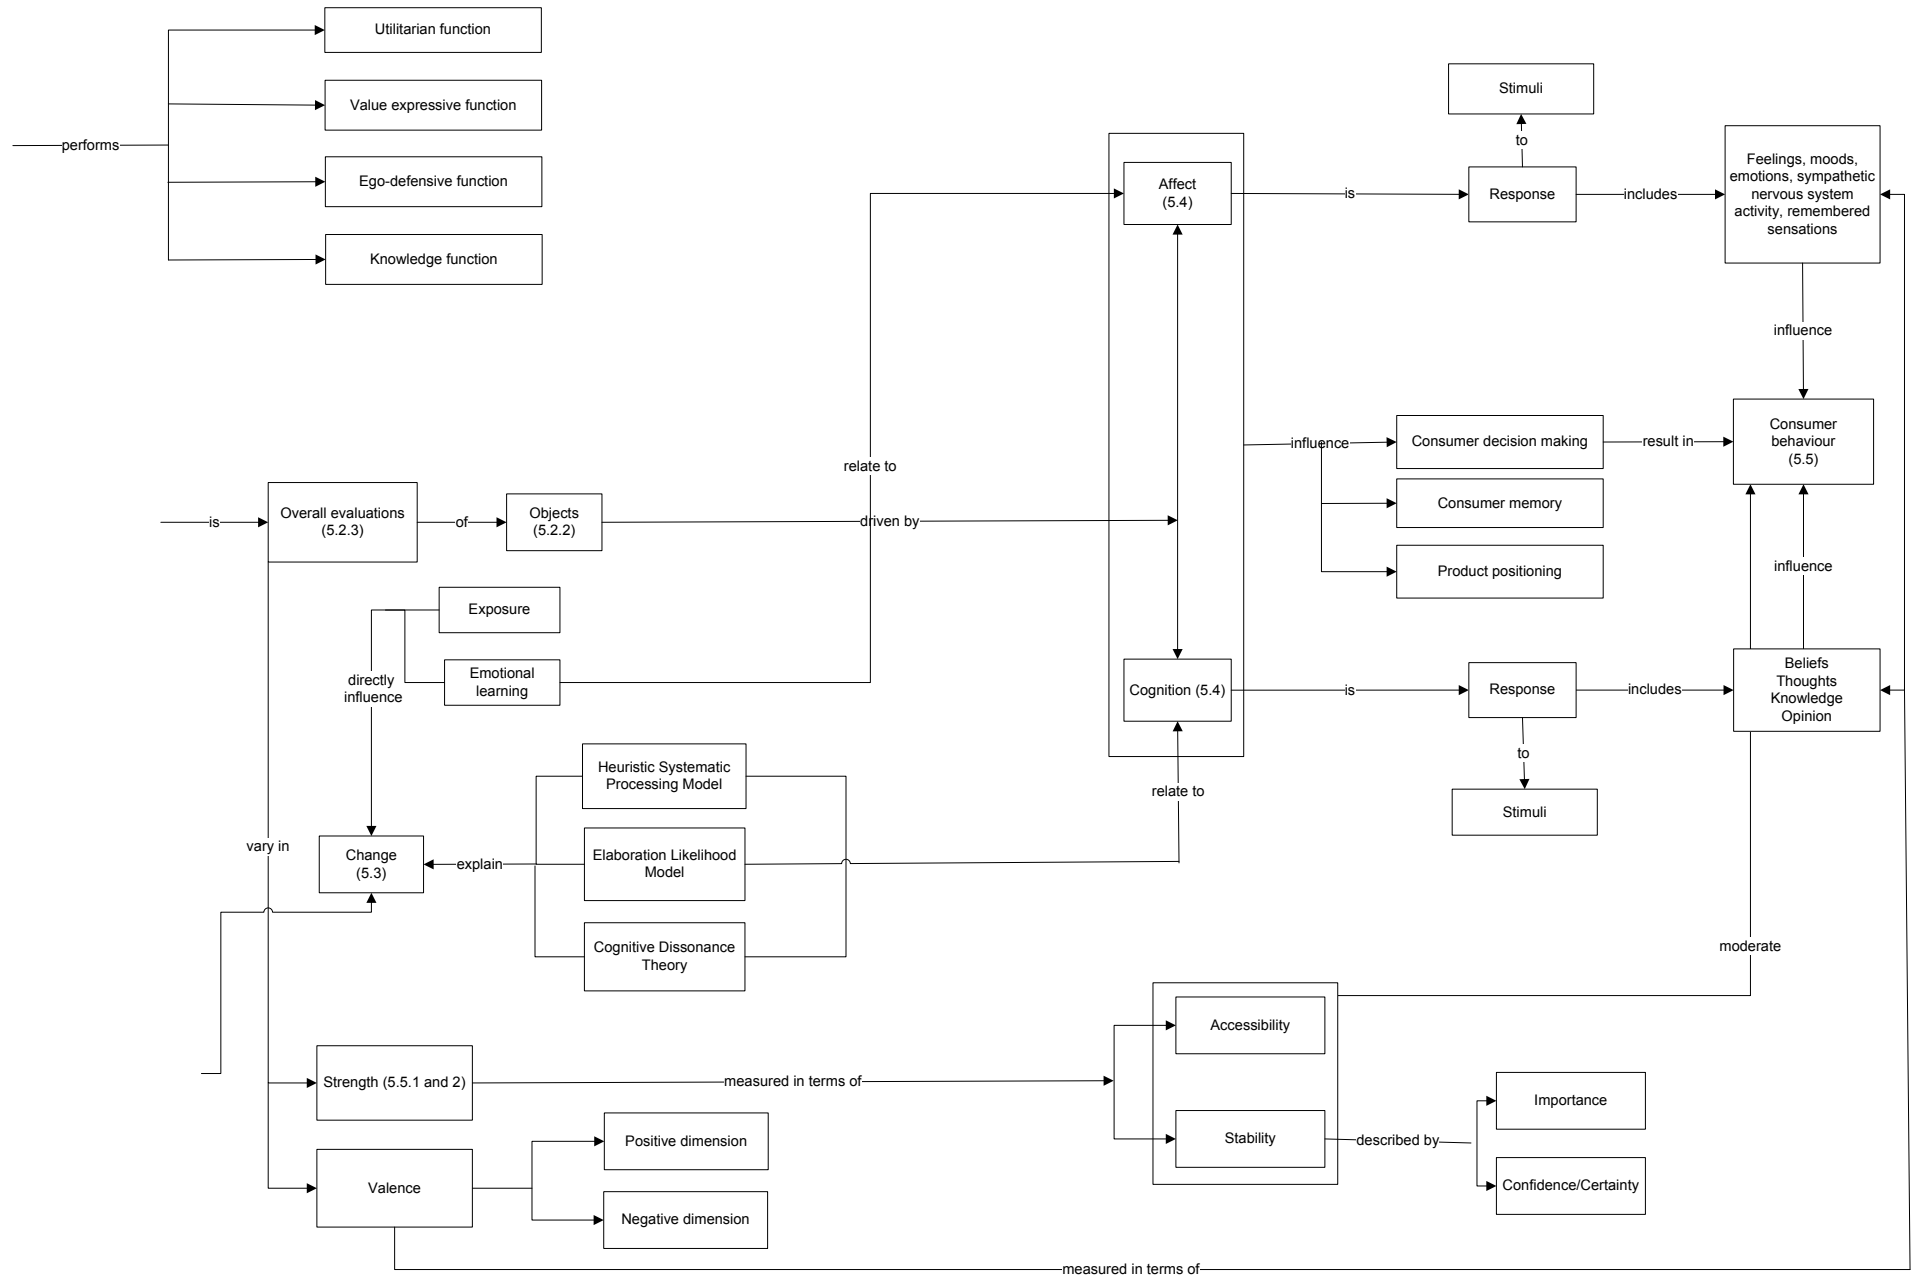 Utilitarian function
Value expressive function
performs
Ego-defensive function
Knowledge function
Stimuli
to
Affect
(5.4)
is
Response
includes
Feelings, moods,
emotions, sympathetic
nervous system
activity, remembered
sensations
influence
influence
Consumer decision making
result in
Consumer
behaviour
(5.5)
Consumer memory
Product positioning
relate to
is
Overall evaluations
(5.2.3)
of
Objects
(5.2.2)
driven by
influence
Exposure
Emotional
learning
directly
influence
Cognition (5.4)
is
Response
includes
Beliefs
Thoughts
Knowledge
Opinion
to
Stimuli
relate to
Heuristic Systematic
Processing Model
vary in
Change
(5.3)
explain
Elaboration Likelihood
Model
Cognitive Dissonance
Theory
moderate
Accessibility
Strength (5.5.1 and 2)
measured in terms of
Stability
described by
Importance
Confidence/Certainty
Positive dimension
Valence
Negative dimension
measured in terms of